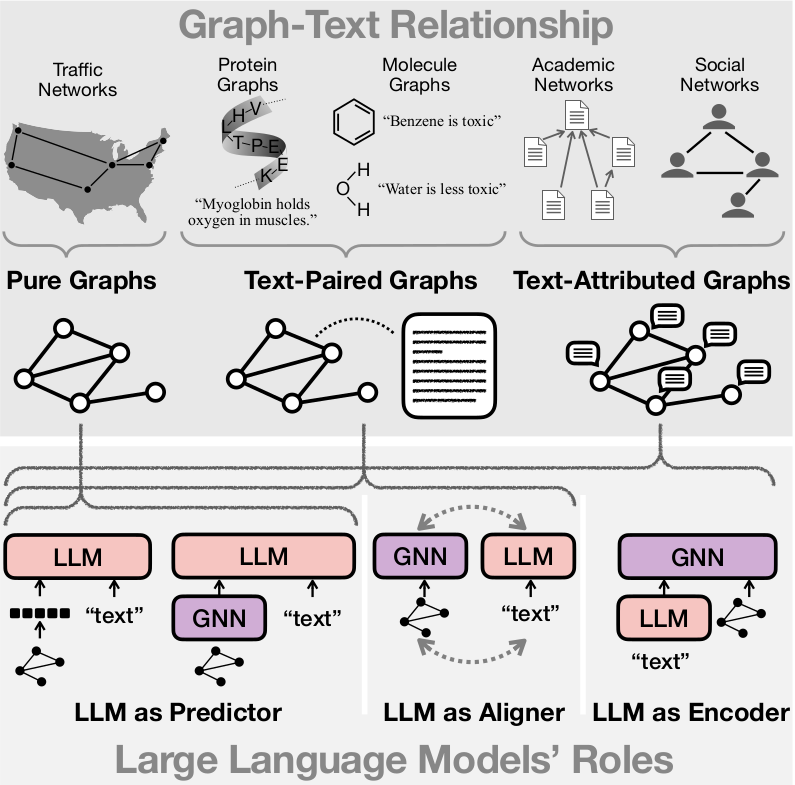 Graph-Text Relationship
Traffic
Networks
Protein
Graphs
Molecule
Graphs
Academic
Networks
Social
Networks
L-H-V
T-P-E
E
K
“Myoglobin holds
oxygen in muscles.”
“Benzene is toxic”
H
O
H
“Water is less toxic”
Pure Graphs
Text-Paired Graphs
Text-Attributed Graphs
LLM
“text”
LLM
GNN
“text”
GNN
LLM
“text”
GNN
LLM
“text”
LLM as Predictor
LLM as Aligner
LLM as Encoder
Large Language Models’ Roles